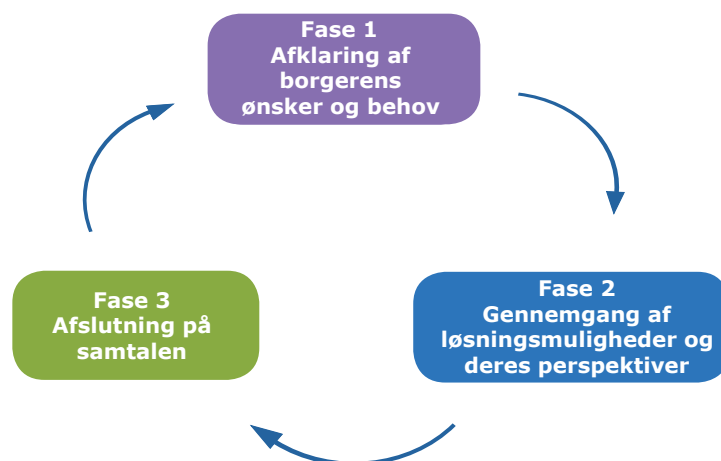 Fase 1
Afklaring af
borgerens
ønsker og behov
Fase 2
Gennemgang af
løsningsmuligheder og
deres perspektiver
Fase 3
Afslutning på
samtalen